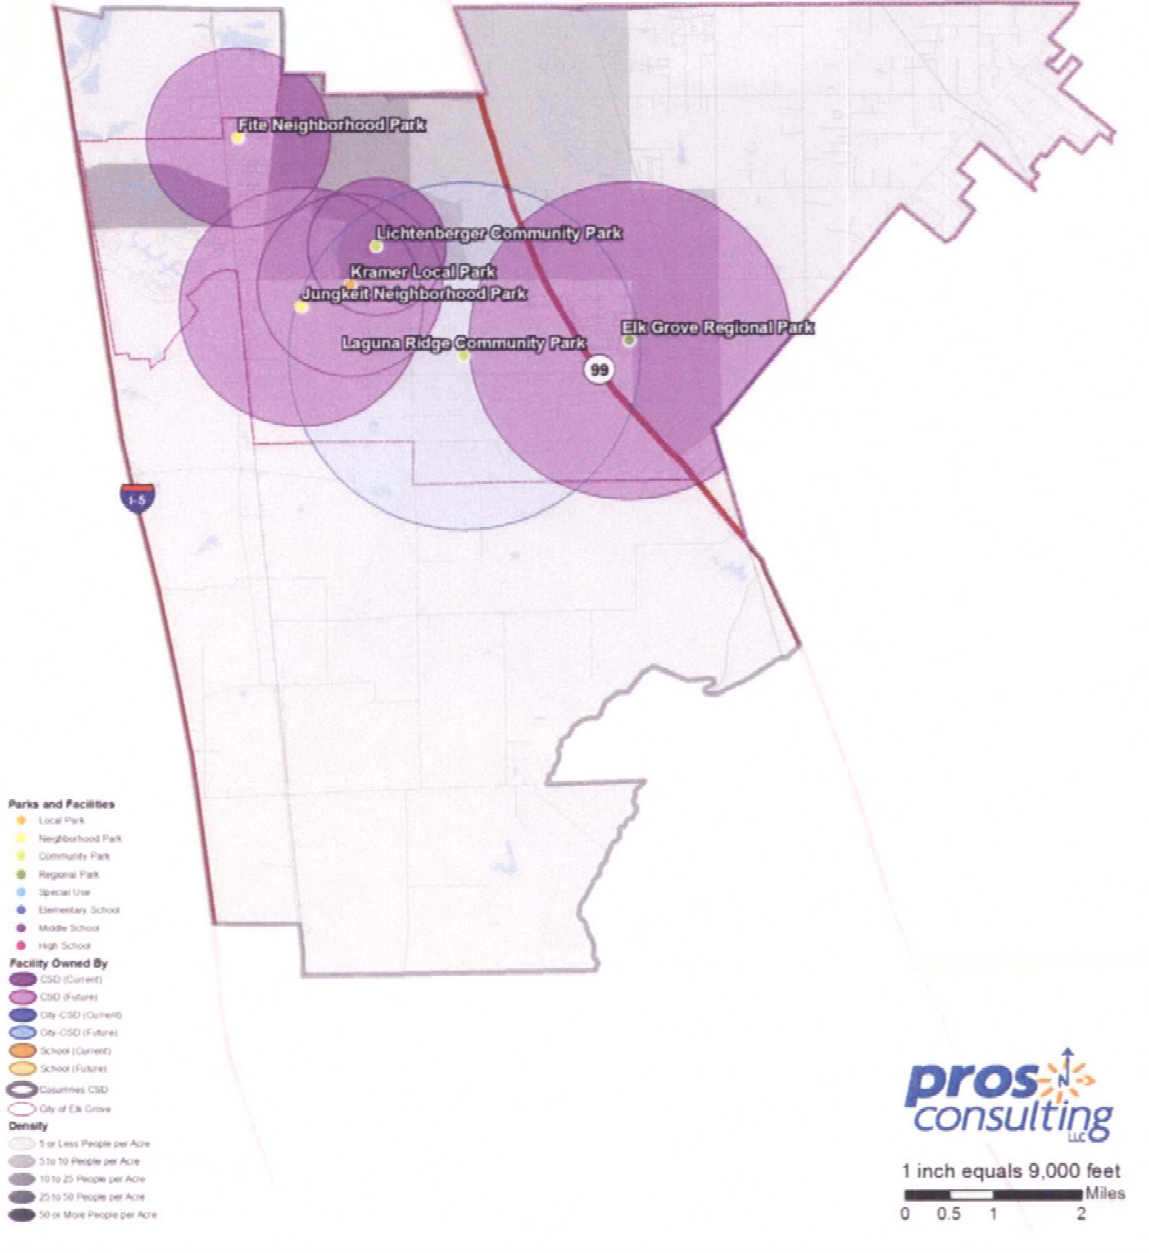 Fite Neighborhood Park
Lichtenberger Community Park
Kramer Local Park
Jungkeit Neighborhood Park
Laguna Ridge Community Park
Elk Grove Regional Park
99
I-5
Parks and Facilities
Local Park
Neighborhood Park
Community Park
Regional Park
Special Use
Elementary School
Middle School
High School
Facility Owned By
CSD (Current)
CSD (Future)
City-CSD (Current)
City-CSD (Future)
School (Current)
School (Future)
Cosumnes CSD
City of Elk Grove
Density
5 or Less People per Acre
5 to 10 People per Acre
10 to 25 People per Acre
25 to 50 People per Acre
50 or More People per Acre
pros N
consulting
LLC
1 inch equals 9,000 feet
Miles
0 0.5 1 2